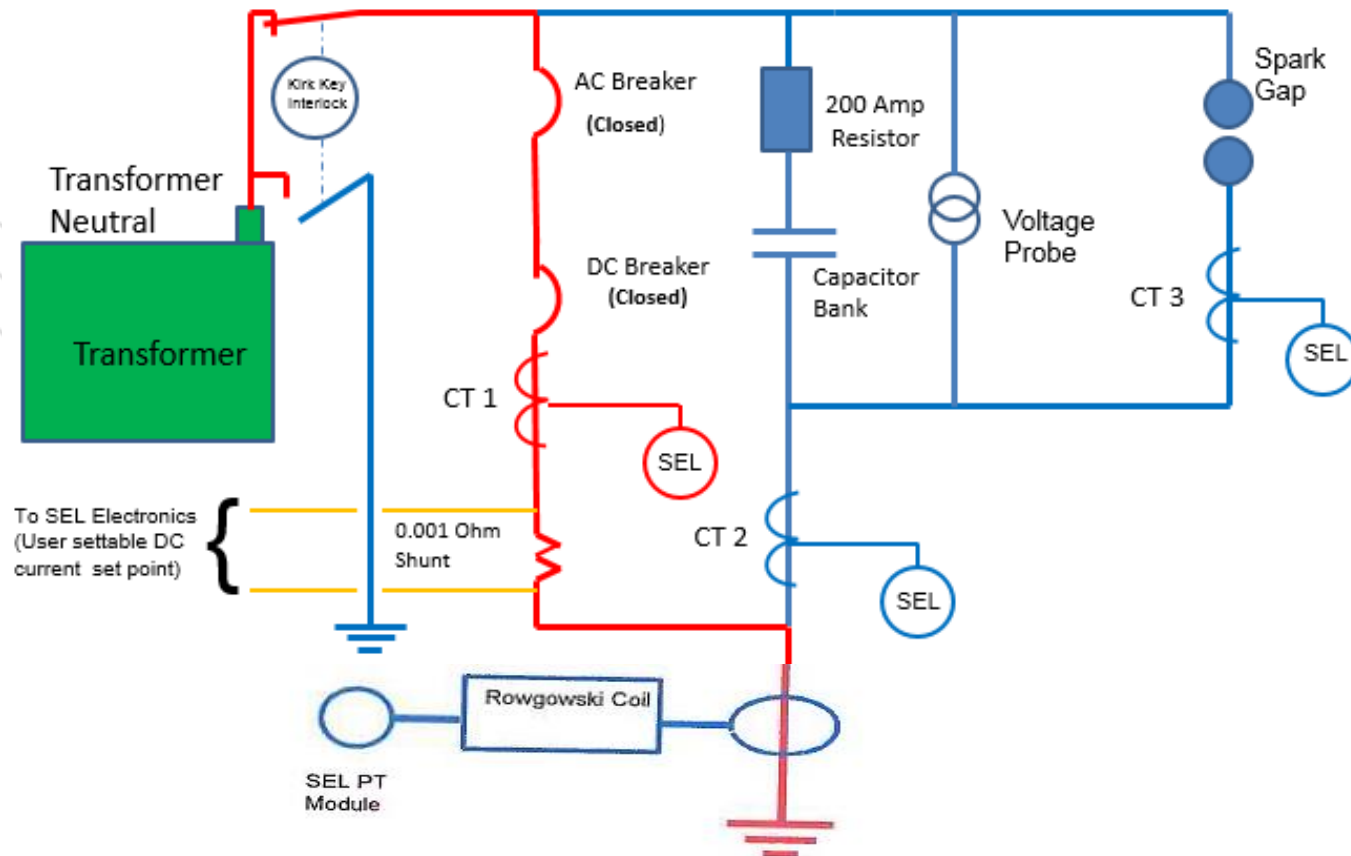 Kirk Key
Interlock
AC Breaker
(Closed)
200 Amp
Resistor
Spark
Gap
Transformer
Neutral
Voltage
Probe
DC Breaker
(Closed)
Capacitor
Bank
CT 3
SEL
Transformer
CT 1
SEL
To SEL Electronics
(User settable DC
current set point)
0.001 Ohm
Shunt
CT 2
SEL
Rowgowski Coil
SEL PT
Module